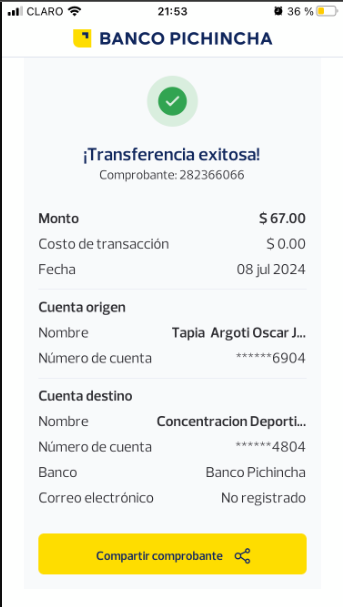 CLARO 21:53 36 %
BANCO PICHINCHA
¡Transferencia exitosa!
Comprobante: 282366066
Monto $ 67.00
Costo de transacción $ 0.00
Fecha 08 jul 2024
Cuenta origen
Nombre Tapia Argoti Oscar J...
Número de cuenta ******6904
Cuenta destino
Nombre Concentracion Deporti...
Número de cuenta ******4804
Banco Banco Pichincha
Correo electrónico No registrado
Compartir comprobante